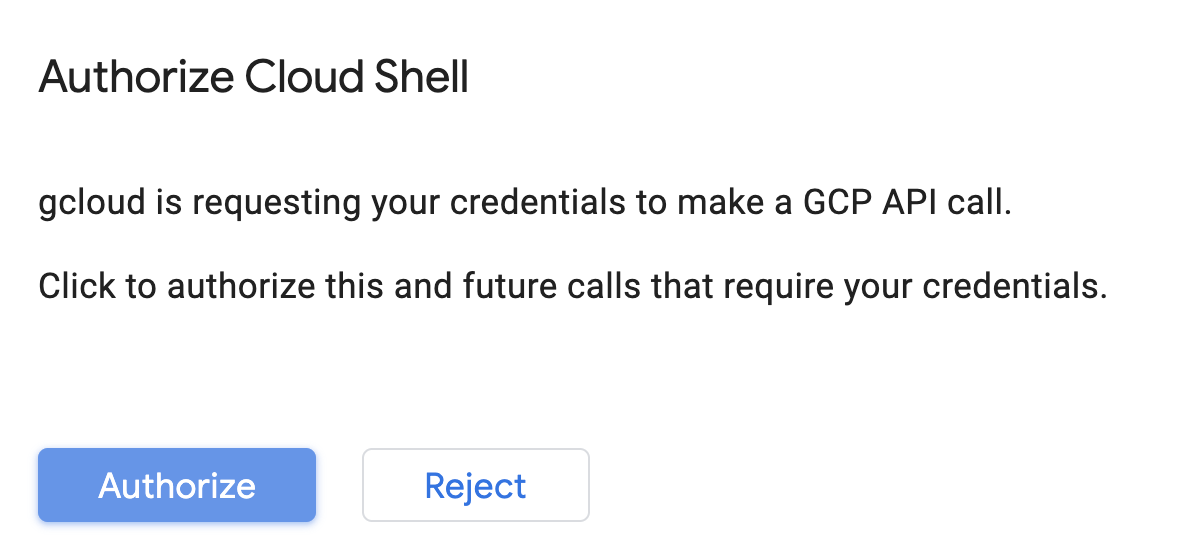 Authorize Cloud Shell
gcloud is requesting your credentials to make a GCP API call.
Click to authorize this and future calls that require your credentials.
Authorize
Reject